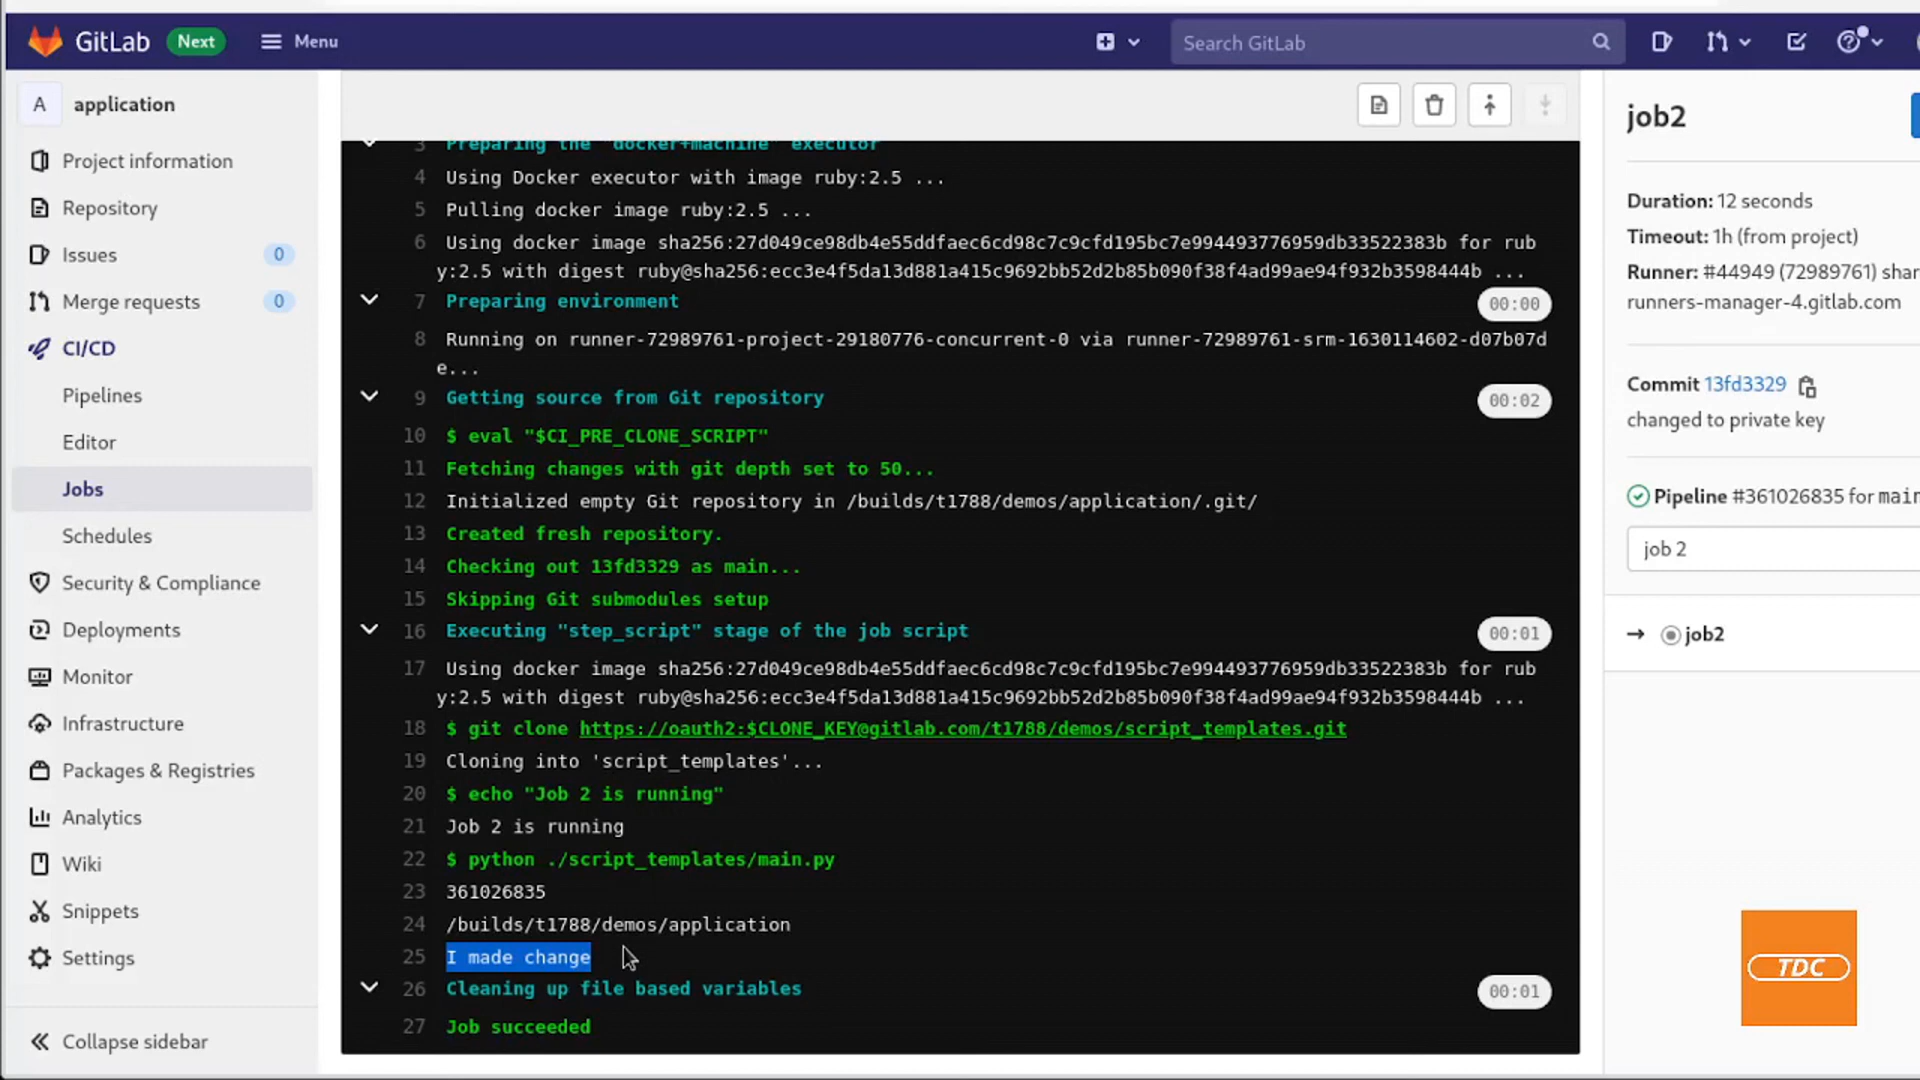 GitLab Next Menu Search GitLab
A application
Project information
Repository
Issues 0
Merge requests 0
CI/CD
Pipelines
Editor
Jobs
Schedules
Security & Compliance
Deployments
Monitor
Infrastructure
Packages & Registries
Analytics
Wiki
Snippets
Settings
Collapse sidebar
3 Preparing the "docker+machine" executor
4 Using Docker executor with image ruby:2.5 ...
5 Pulling docker image ruby:2.5 ...
6 Using docker image sha256:27d049ce98db4e55ddfaec6cd98c7c9cfd195bc7e994493776959db33522383b for rub
y:2.5 with digest ruby@sha256:ecc3e4f5da13d881a415c9692bb52d2b85b090f38f4ad99ae94f932b3598444b ...
7 Preparing environment 00:00
8 Running on runner-72989761-project-29180776-concurrent-0 via runner-72989761-srm-1630114602-d07b07d
e...
9 Getting source from Git repository 00:02
10 $ eval "$CI_PRE_CLONE_SCRIPT"
11 Fetching changes with git depth set to 50...
12 Initialized empty Git repository in /builds/t1788/demos/application/.git/
13 Created fresh repository.
14 Checking out 13fd3329 as main...
15 Skipping Git submodules setup
16 Executing "step_script" stage of the job script 00:01
17 Using docker image sha256:27d049ce98db4e55ddfaec6cd98c7c9cfd195bc7e994493776959db33522383b for rub
y:2.5 with digest ruby@sha256:ecc3e4f5da13d881a415c9692bb52d2b85b090f38f4ad99ae94f932b3598444b ...
18 $ git clone https://oauth2:$CLONE_KEY@gitlab.com/t1788/demos/script_templates.git
19 Cloning into 'script_templates'...
20 $ echo "Job 2 is running"
21 Job 2 is running
22 $ python ./script_templates/main.py
23 361026835
24 /builds/t1788/demos/application
25 I made change
26 Cleaning up file based variables 00:01
27 Job succeeded
job2
Duration: 12 seconds
Timeout: 1h (from project)
Runner: #44949 (72989761) shar
runners-manager-4.gitlab.com
Commit 13fd3329
changed to private key
Pipeline #361026835 for main
job 2
→ job2
TDC